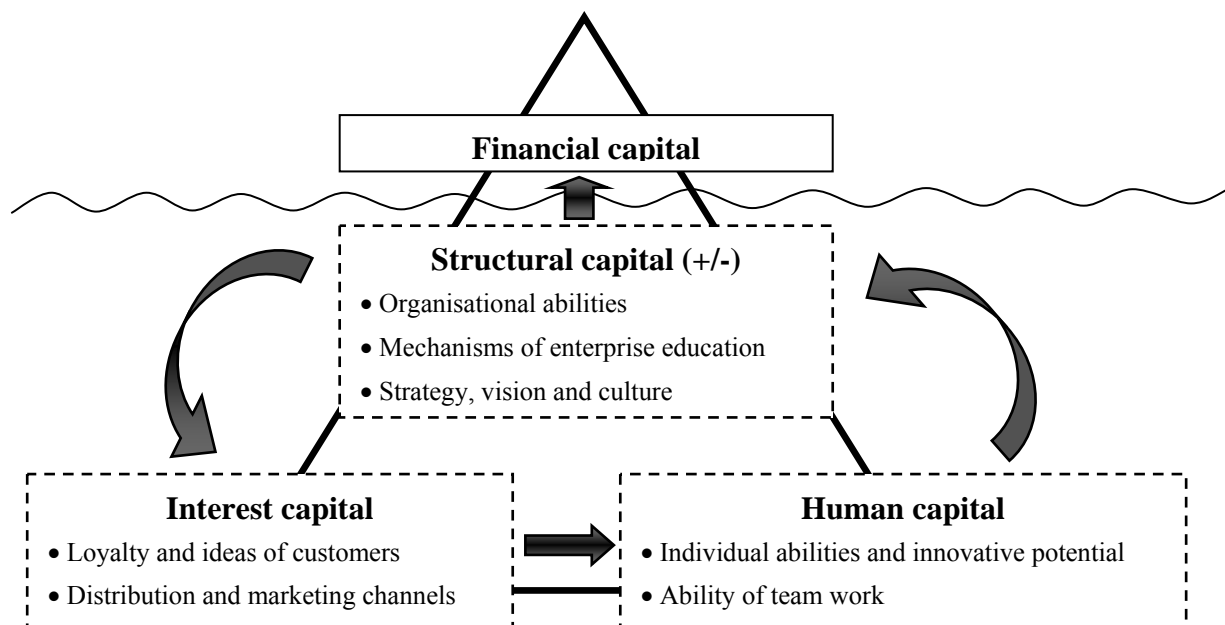 Financial capital
Structural capital (+/-)
• Organisational abilities
• Mechanisms of enterprise education
• Strategy, vision and culture
Interest capital
• Loyalty and ideas of customers
• Distribution and marketing channels
Human capital
• Individual abilities and innovative potential
• Ability of team work